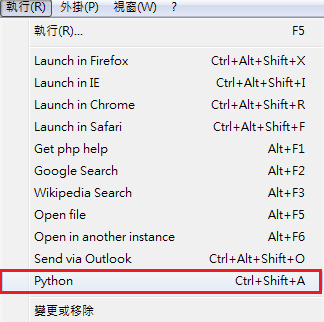 執行(R) 外掛(P) 視窗(W) ?
執行(R)... F5
Launch in Firefox Ctrl+Alt+Shift+X
Launch in IE Ctrl+Alt+Shift+I
Launch in Chrome Ctrl+Alt+Shift+R
Launch in Safari Ctrl+Alt+Shift+F
Get php help Alt+F1
Google Search Alt+F2
Wikipedia Search Alt+F3
Open file Alt+F5
Open in another instance Alt+F6
Send via Outlook Ctrl+Alt+Shift+O
Python Ctrl+Shift+A
變更或移除